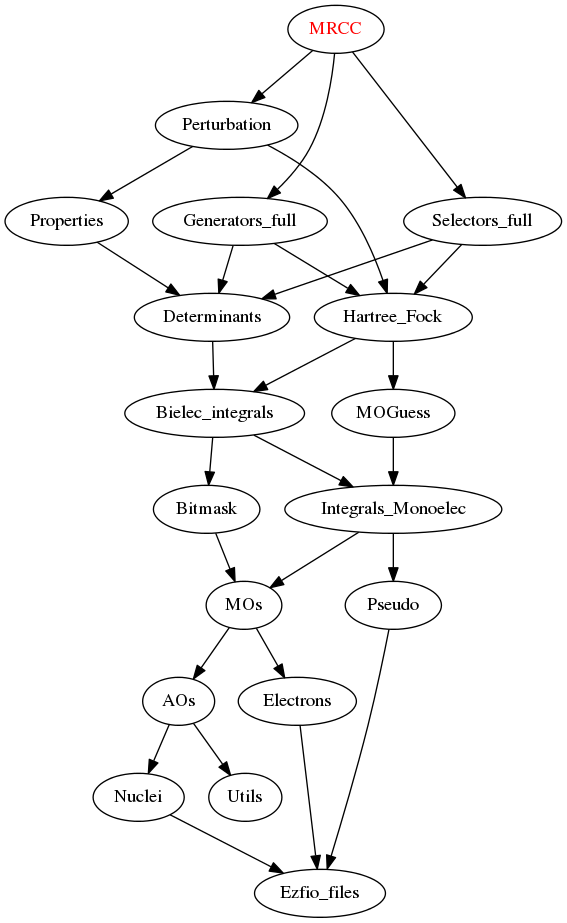 MRCC
Perturbation
Properties
Generators_full
Selectors_full
Determinants
Hartree_Fock
Bielec_integrals
MOGuess
Bitmask
Integrals_Monoelec
MOs
Pseudo
AOs
Electrons
Nuclei
Utils
Ezfio_files